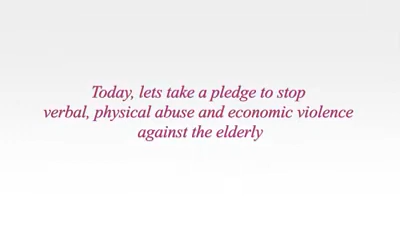 Today, lets take a pledge to stop
verbal, physical abuse and economic violence
against the elderly